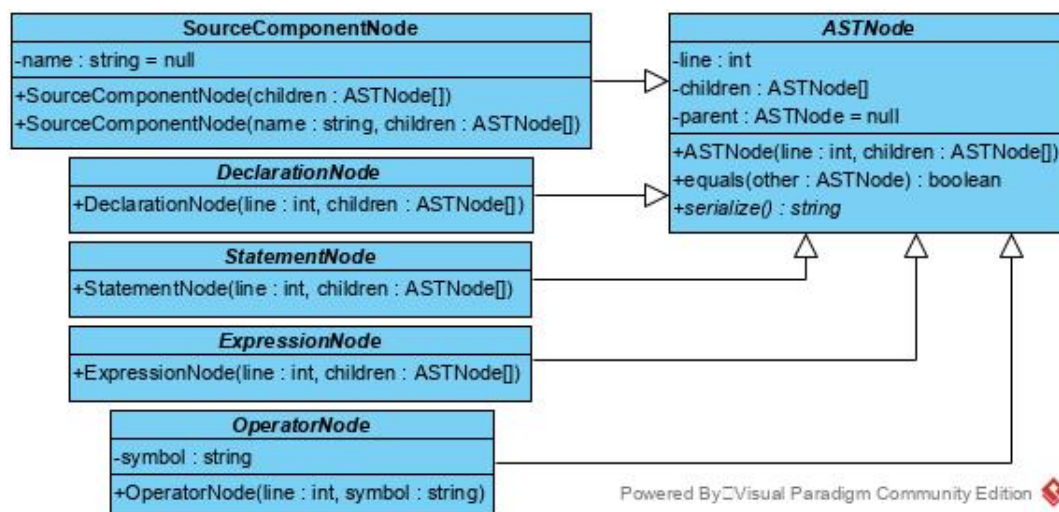 SourceComponentNode
-name : string = null
+SourceComponentNode(children : ASTNode[])
+SourceComponentNode(name : string, children : ASTNode[])
ASTNode
-line : int
-children : ASTNode[]
-parent : ASTNode = null
+ASTNode(line : int, children : ASTNode[])
+equals(other : ASTNode) : boolean
+serialize() : string
DeclarationNode
+DeclarationNode(line : int, children : ASTNode[])
StatementNode
+StatementNode(line : int, children : ASTNode[])
ExpressionNode
+ExpressionNode(line : int, children : ASTNode[])
OperatorNode
-symbol : string
+OperatorNode(line : int, symbol : string)
Powered By Visual Paradigm Community Edition